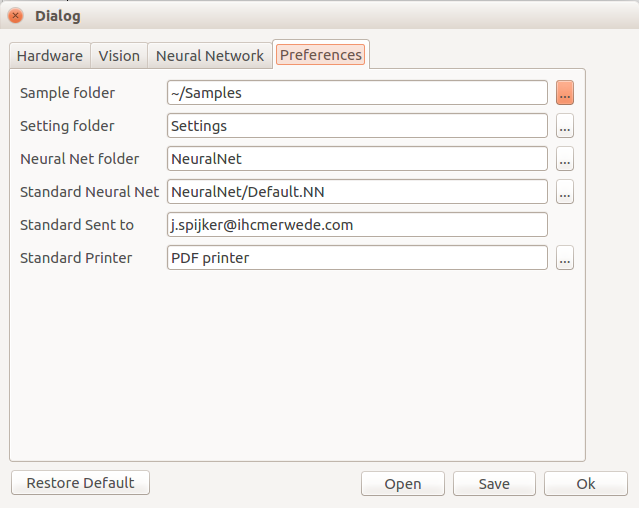 Dialog
Hardware Vision Neural Network Preferences
Sample folder ~/Samples ...
Setting folder Settings ...
Neural Net folder NeuralNet ...
Standard Neural Net NeuralNet/Default.NN ...
Standard Sent to j.spijker@ihcmerwede.com
Standard Printer PDF printer ...
Restore Default Open Save Ok